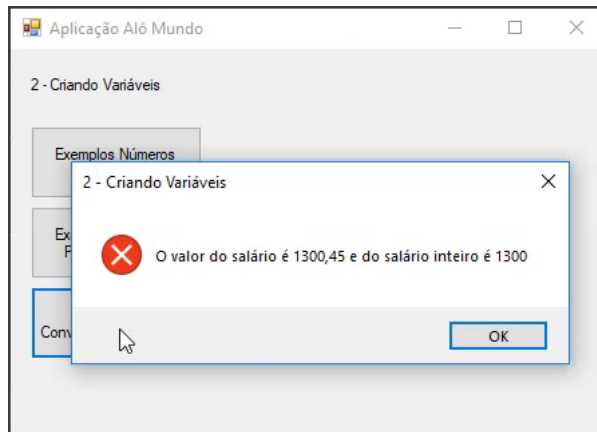 Aplicação Alô Mundo
2 - Criando Variáveis
Exemplos Números
2 - Criando Variáveis
O valor do salário é 1300,45 e do salário inteiro é 1300
OK